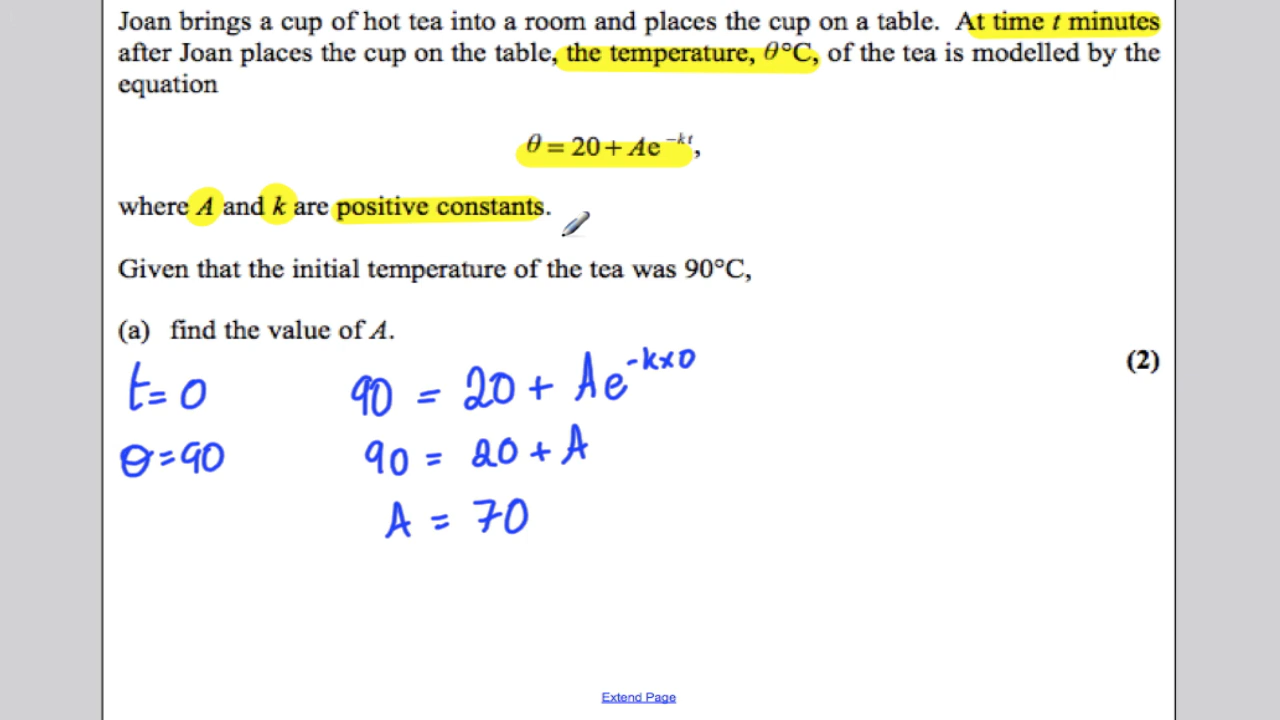 Joan brings a cup of hot tea into a room and places the cup on a table. At time t minutes
after Joan places the cup on the table, the temperature, θ°C, of the tea is modelled by the
equation
θ = 20 + Ae^{-kt},
where A and k are positive constants.
Given that the initial temperature of the tea was 90°C,
(a) find the value of A.
(2)
t = 0    90 = 20 + Ae^{-k×0}
θ = 90    90 = 20 + A
A = 70
Extend Page